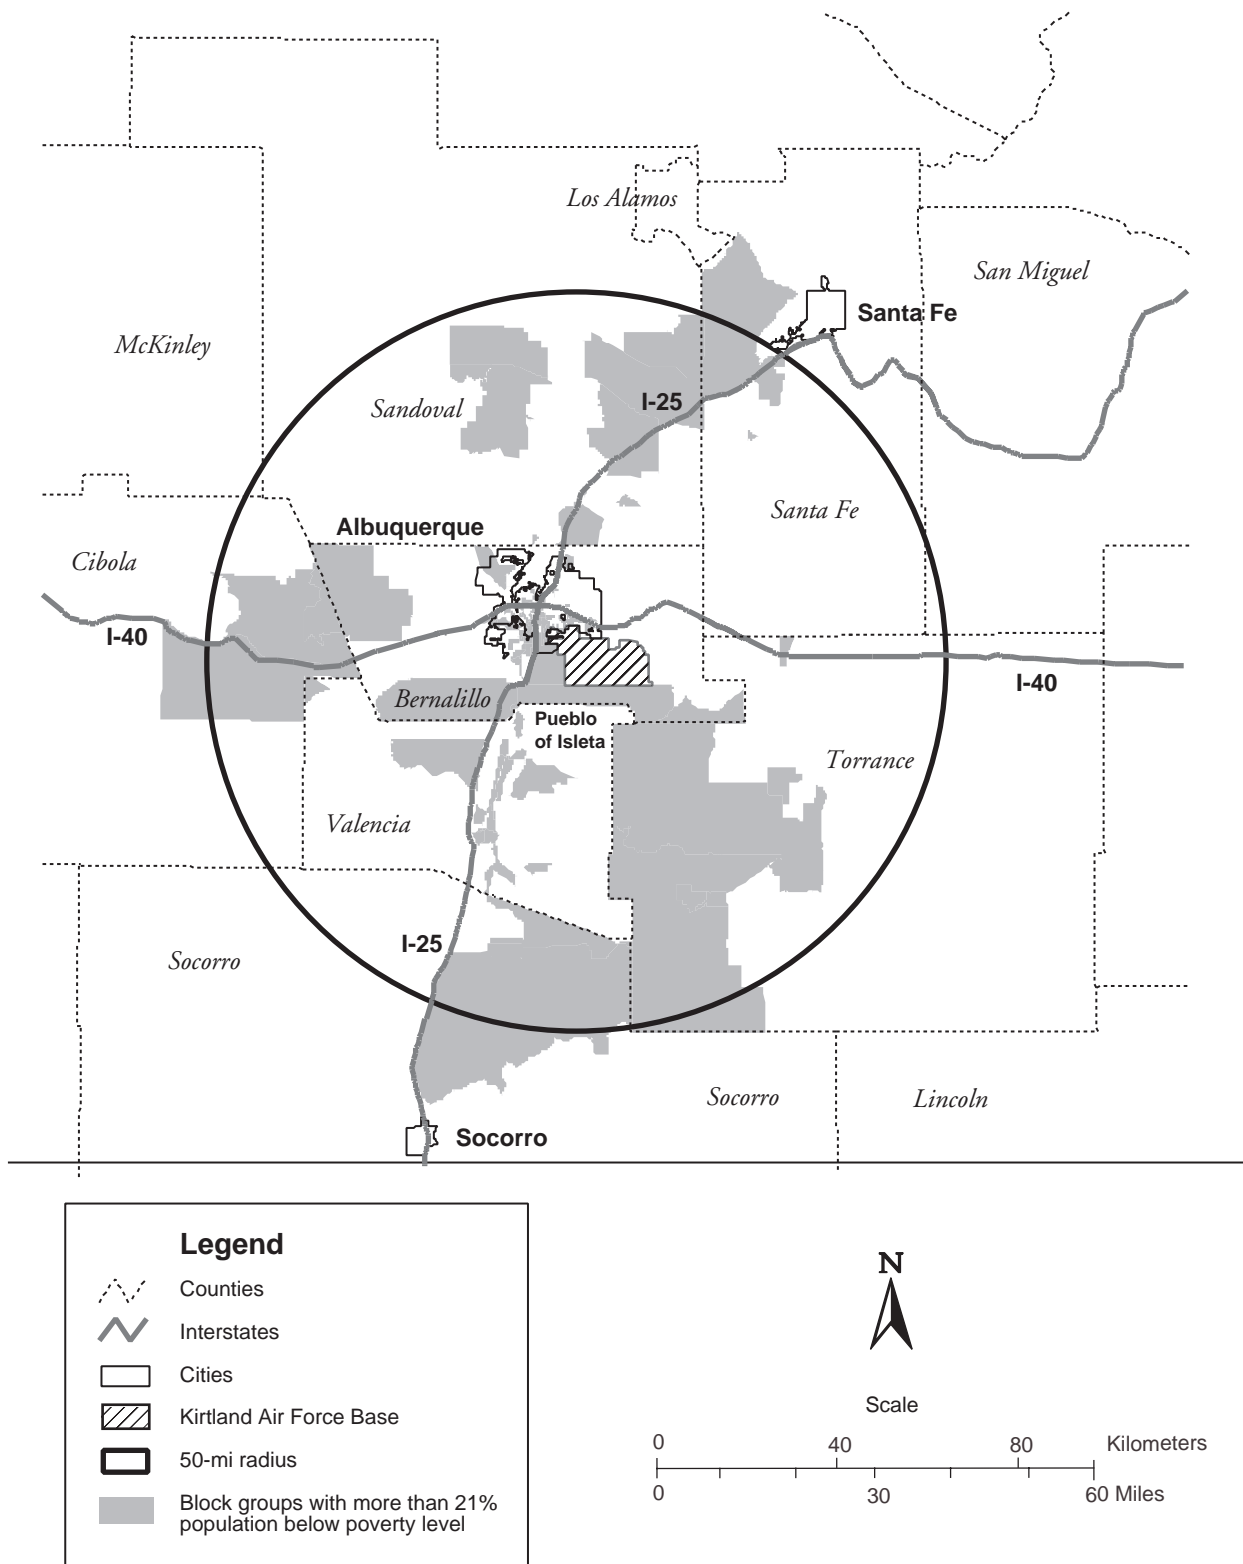 Los Alamos
San Miguel
Santa Fe
McKinley
Sandoval
I-25
Santa Fe
Albuquerque
Cibola
I-40
I-40
Bernalillo
Pueblo
of Isleta
Torrance
Valencia
I-25
Socorro
Socorro
Lincoln
Socorro
Legend
Counties
Interstates
Cities
Kirtland Air Force Base
50-mi radius
Block groups with more than 21%
population below poverty level
N
Scale
0 40 80 Kilometers
0 30 60 Miles